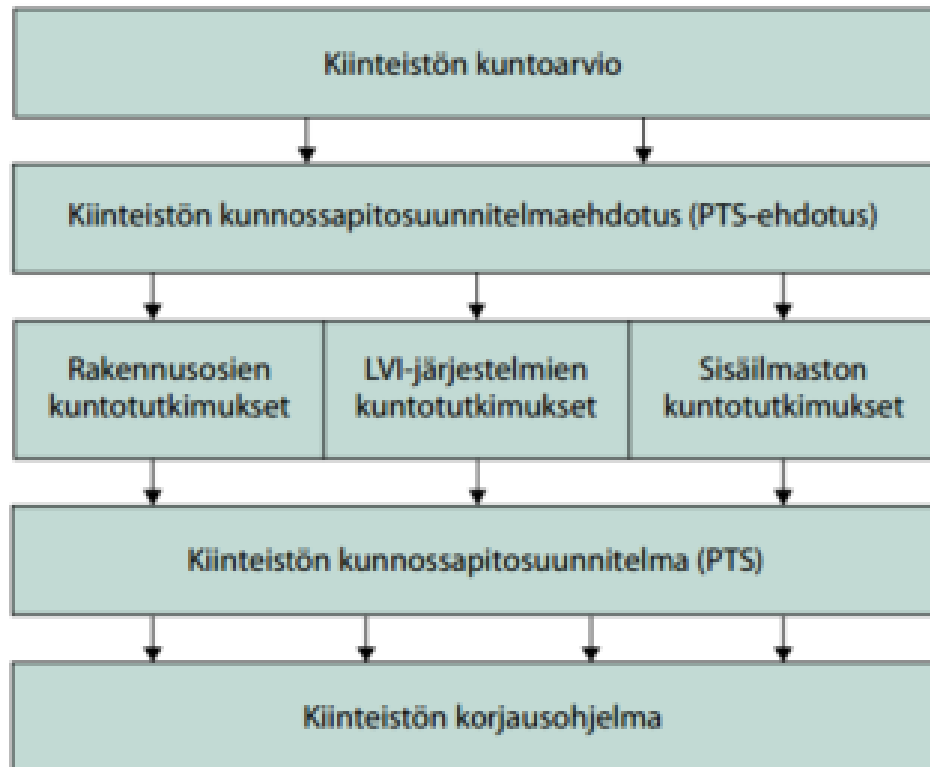 Kiinteistön kuntoarvio
Kiinteistön kunnossapitosuunnitelmaehdotus (PTS-ehdotus)
Rakennusosien
kuntotutkimukset
LVI-järjestelmien
kuntotutkimukset
Sisäilmaston
kuntotutkimukset
Kiinteistön kunnossapitosuunnitelma (PTS)
Kiinteistön korjausohjelma